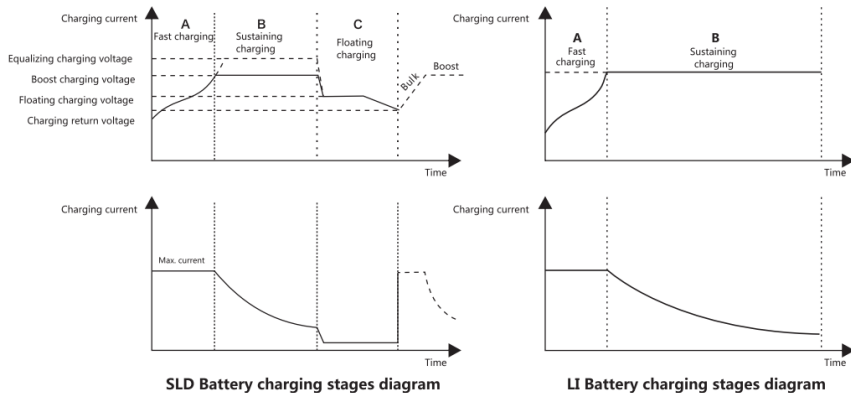 Charging current
A
Fast charging
B
Sustaining
charging
C
Floating
charging
Equalizing charging voltage
Boost charging voltage
Floating charging voltage
Charging return voltage
Bulk
Boost
Time
Charging current
A
Fast
charging
B
Sustaining
charging
Time
Charging current
Max. current
Time
SLD Battery charging stages diagram
Charging current
Time
LI Battery charging stages diagram